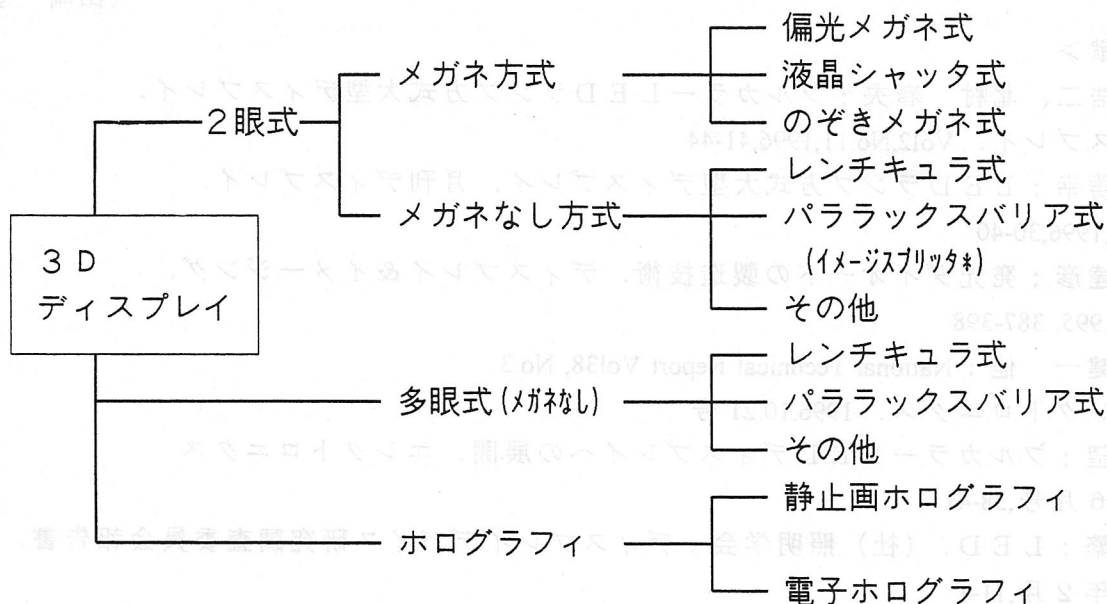 3D
ディスプレイ
2眼式
メガネ方式
偏光メガネ式
液晶シャッタ式
のぞきメガネ式
メガネなし方式
レンチキュラ式
パララックスバリア式
(イメージスプリッタ*)
その他
多眼式(メガネなし)
レンチキュラ式
パララックスバリア式
その他
ホログラフィ
静止画ホログラフィ
電子ホログラフィ